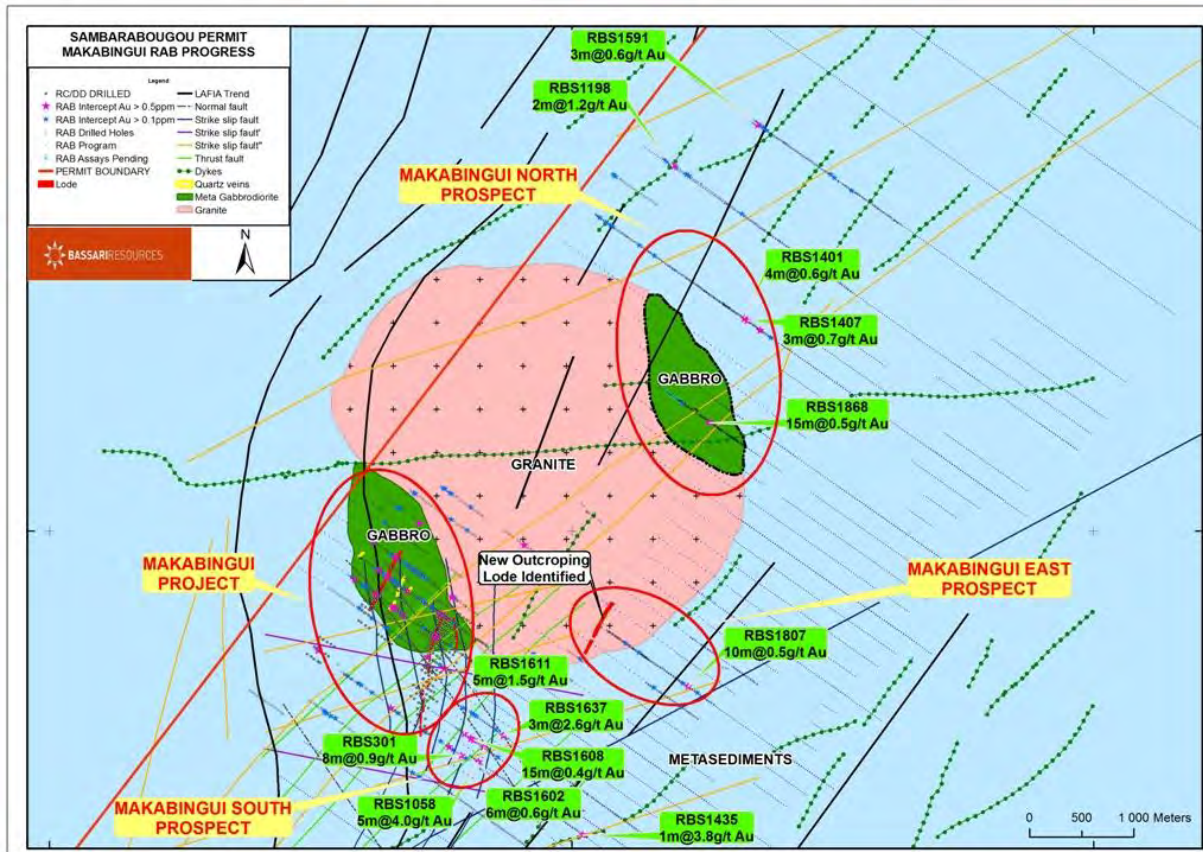 SAMBARABOUGOU PERMIT
MAKABINGUI RAB PROGRESS
Legend
RC/DD DRILLED
RAB Intercept Au > 0.5ppm
RAB Intercept Au > 0.1ppm
RAB Drilled Holes
RAB Program
RAB Assays Pending
PERMIT BOUNDARY
Lode
LAFIA Trend
Normal fault
Strike slip fault
Strike slip fault'
Strike slip fault"
Thrust fault
Dykes
Quartz veins
Meta Gabbrodiorite
Granite
BASSARI RESOURCES
N
RBS1591
3m@0.6g/t Au
RBS1198
2m@1.2g/t Au
MAKABINGUI NORTH
PROSPECT
RBS1401
4m@0.6g/t Au
RBS1407
3m@0.7g/t Au
GABBRO
RBS1868
15m@0.5g/t Au
GRANITE
GABBRO
New Outcroping
Lode Identified
MAKABINGUI
PROJECT
MAKABINGUI EAST
PROSPECT
RBS1807
10m@0.5g/t Au
RBS1611
5m@1.5g/t Au
RBS1637
3m@2.6g/t Au
RBS301
8m@0.9g/t Au
RBS1608
15m@0.4g/t Au
METASEDIMENTS
MAKABINGUI SOUTH
PROSPECT
RBS1058
5m@4.0g/t Au
RBS1602
6m@0.6g/t Au
RBS1435
1m@3.8g/t Au
0 500 1 000 Meters